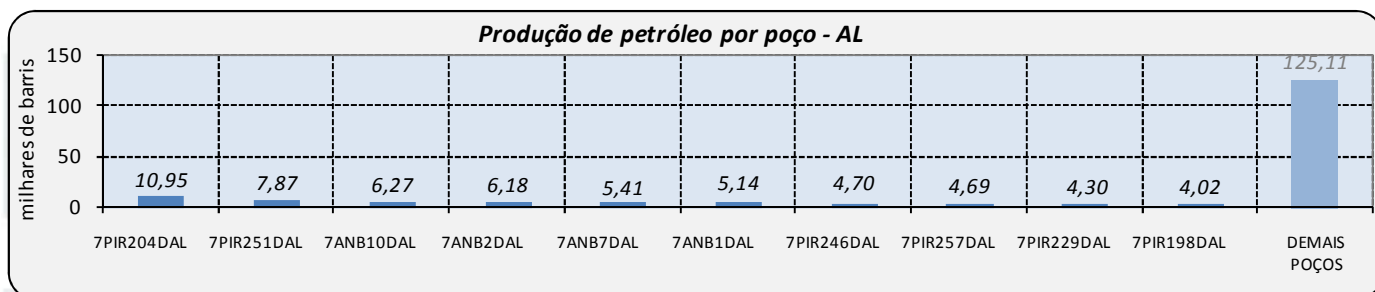 Produção de petróleo por poço - AL
milhares de barris
150
100
50
0
10,95
7,87
6,27
6,18
5,41
5,14
4,70
4,69
4,30
4,02
125,11
7PIR204DAL
7PIR251DAL
7ANB10DAL
7ANB2DAL
7ANB7DAL
7ANB1DAL
7PIR246DAL
7PIR257DAL
7PIR229DAL
7PIR198DAL
DEMAIS
POÇOS